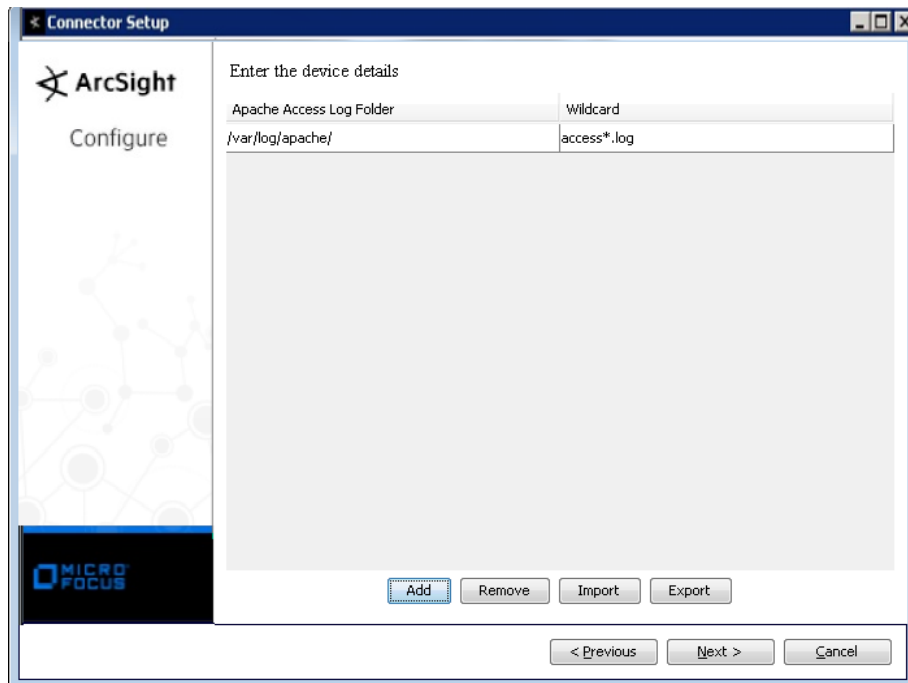 Connector Setup
ArcSight
Configure
Enter the device details
Apache Access Log Folder Wildcard
/var/log/apache/ access*.log
MICRO
FOCUS
Add Remove Import Export
< Previous Next > Cancel